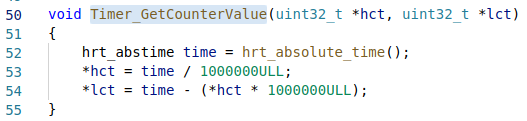 50 void Timer_GetCounterValue(uint32_t *hct, uint32_t *lct)
51 {
52     hrt_abstime time = hrt_absolute_time();
53     *hct = time / 1000000ULL;
54     *lct = time - (*hct * 1000000ULL);
55 }